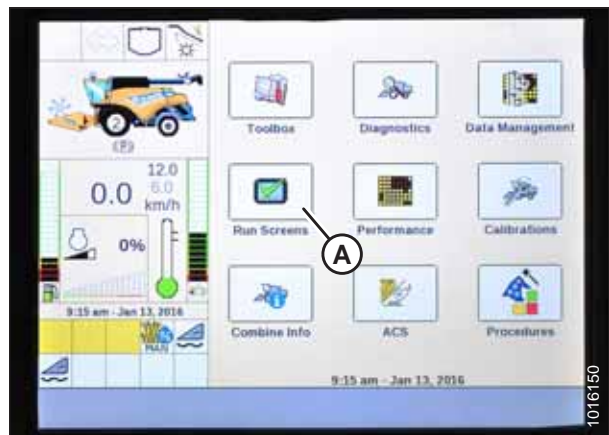 2
(P)
12.0
6.0
0.0 km/h
0%
9:15 am - Jan 13, 2016
MAN
Toolbox
Diagnostics
Data Management
Run Screens
Performance
Calibrations
A
Combine Info
ACS
Procedures
9:15 am - Jan 13, 2016
1016150